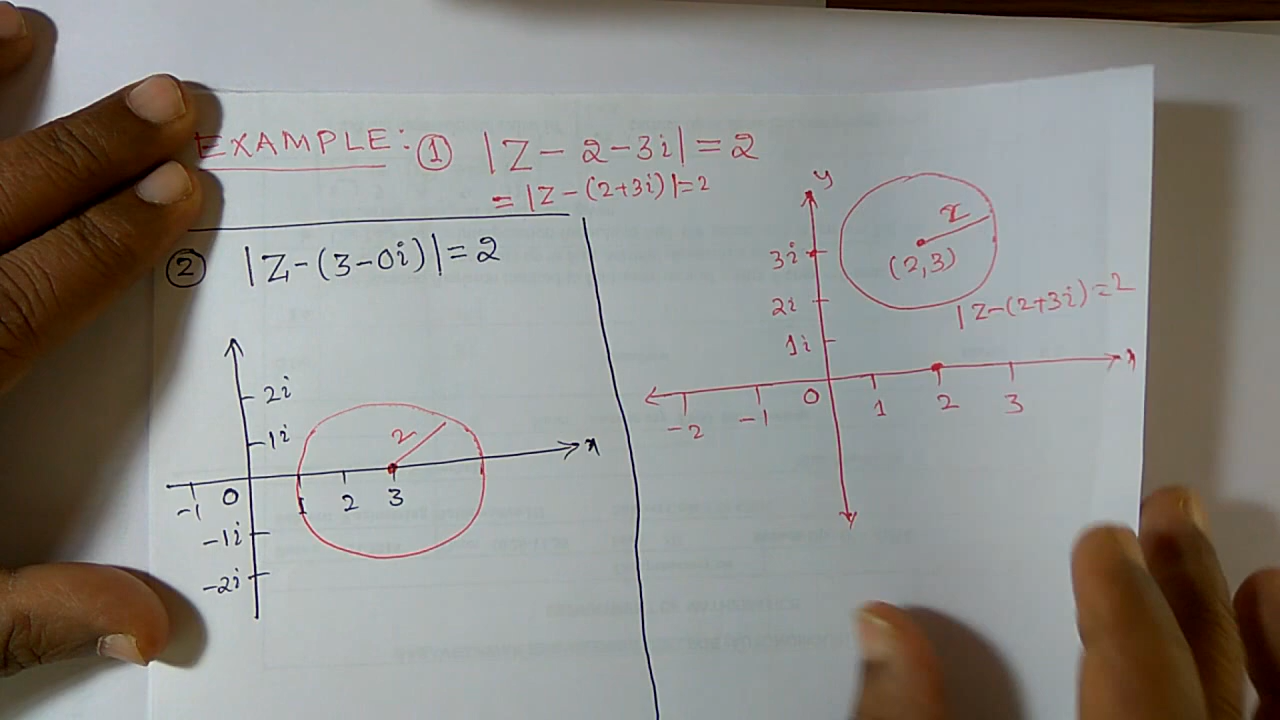 EXAMPLE: ① |Z-2-3i|=2
= |Z-(2+3i)|=2
② |Z-(3-0i)|=2
2i
1i
2
x
-1 0 1 2 3
-1i
-2i
y
2
3i (2,3)
2i |Z-(2+3i)=2
1i
x
-2 -1 0 1 2 3